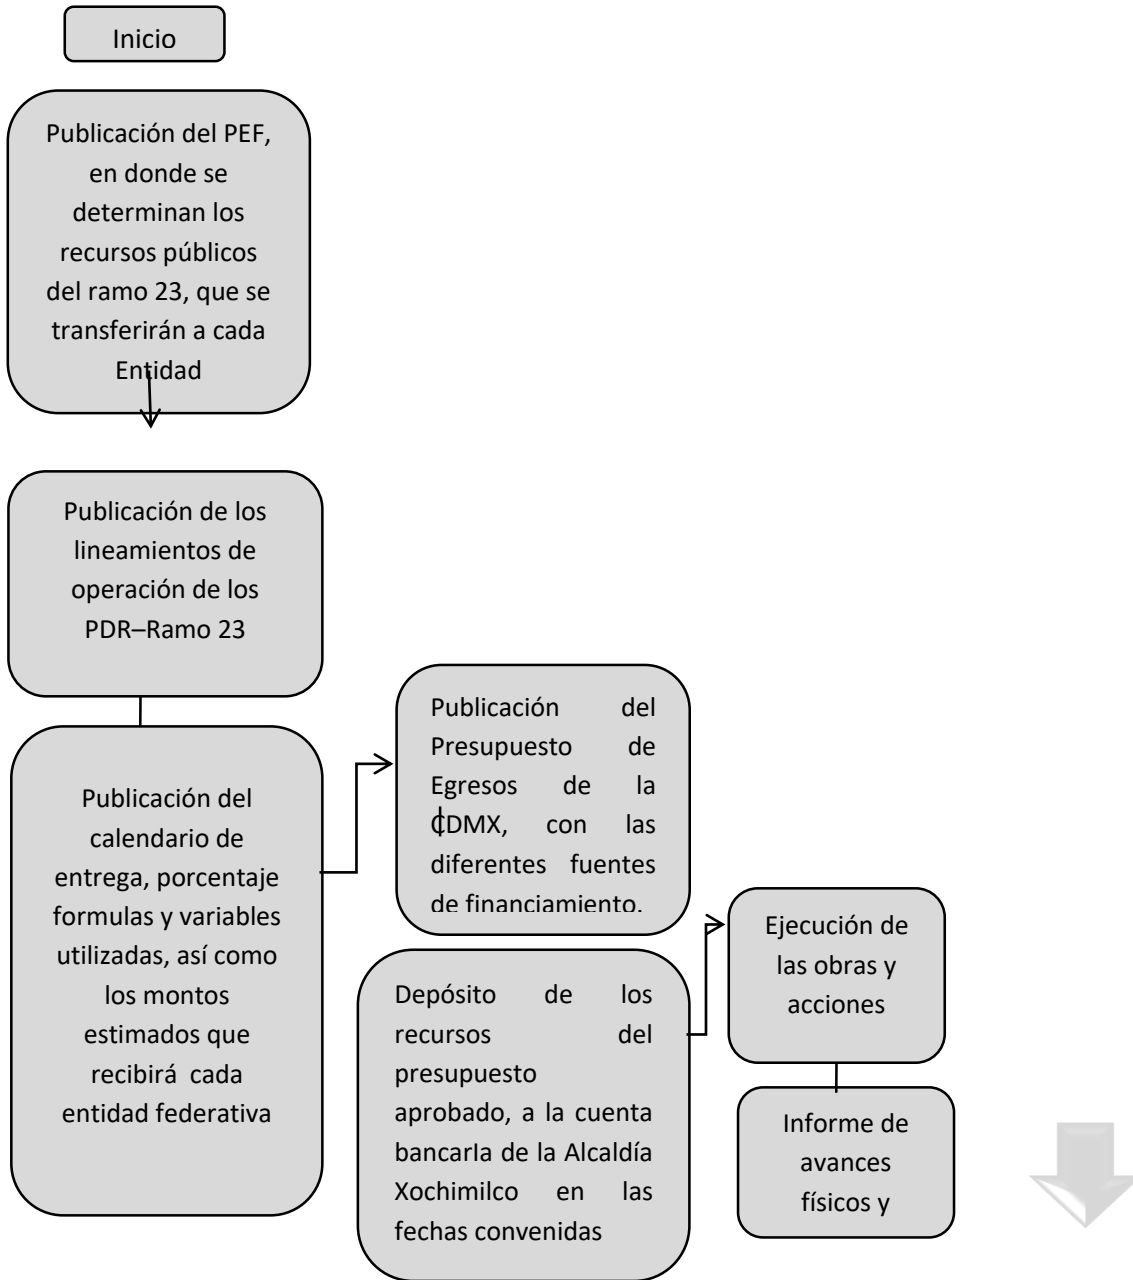 Inicio
Publicación del PEF,
en donde se
determinan los
recursos públicos
del ramo 23, que se
transferirán a cada
Entidad
Publicación de los
lineamientos de
operación de los
PDR–Ramo 23
Publicación del
calendario de
entrega, porcentaje
formulas y variables
utilizadas, así como
los montos
estimados que
recibirá cada
entidad federativa
Publicación del
Presupuesto de
Egresos de la
CDMX, con las
diferentes fuentes
de financiamiento.
Depósito de los
recursos del
presupuesto
aprobado, a la cuenta
bancarIa de la Alcaldía
Xochimilco en las
fechas convenidas
Ejecución de
las obras y
acciones
Informe de
avances
físicos y